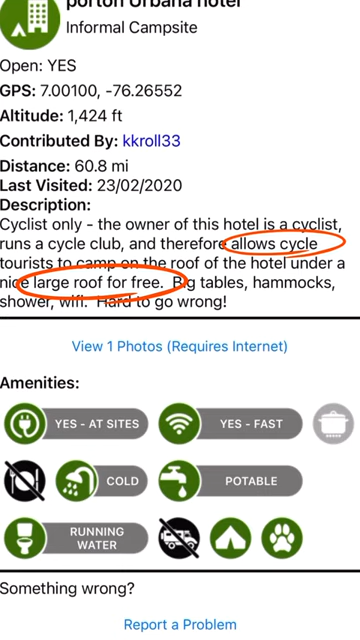 porton Urbana hotel
Informal Campsite
Open: YES
GPS: 7.00100, -76.26552
Altitude: 1,424 ft
Contributed By: kkroll33
Distance: 60.8 mi
Last Visited: 23/02/2020
Description:
Cyclist only - the owner of this hotel is a cyclist,
runs a cycle club, and therefore allows cycle
tourists to camp on the roof of the hotel under a
nice large roof for free. Big tables, hammocks,
shower, wifi. Hard to go wrong!
View 1 Photos (Requires Internet)
Amenities:
YES - AT SITES YES - FAST
COLD POTABLE
RUNNING
WATER
Something wrong?
Report a Problem